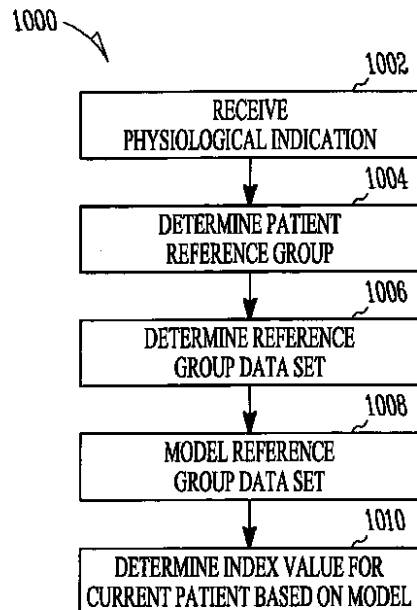 1000
1002
RECEIVE
PHYSIOLOGICAL INDICATION
1004
DETERMINE PATIENT
REFERENCE GROUP
1006
DETERMINE REFERENCE
GROUP DATA SET
1008
MODEL REFERENCE
GROUP DATA SET
1010
DETERMINE INDEX VALUE FOR
CURRENT PATIENT BASED ON MODEL